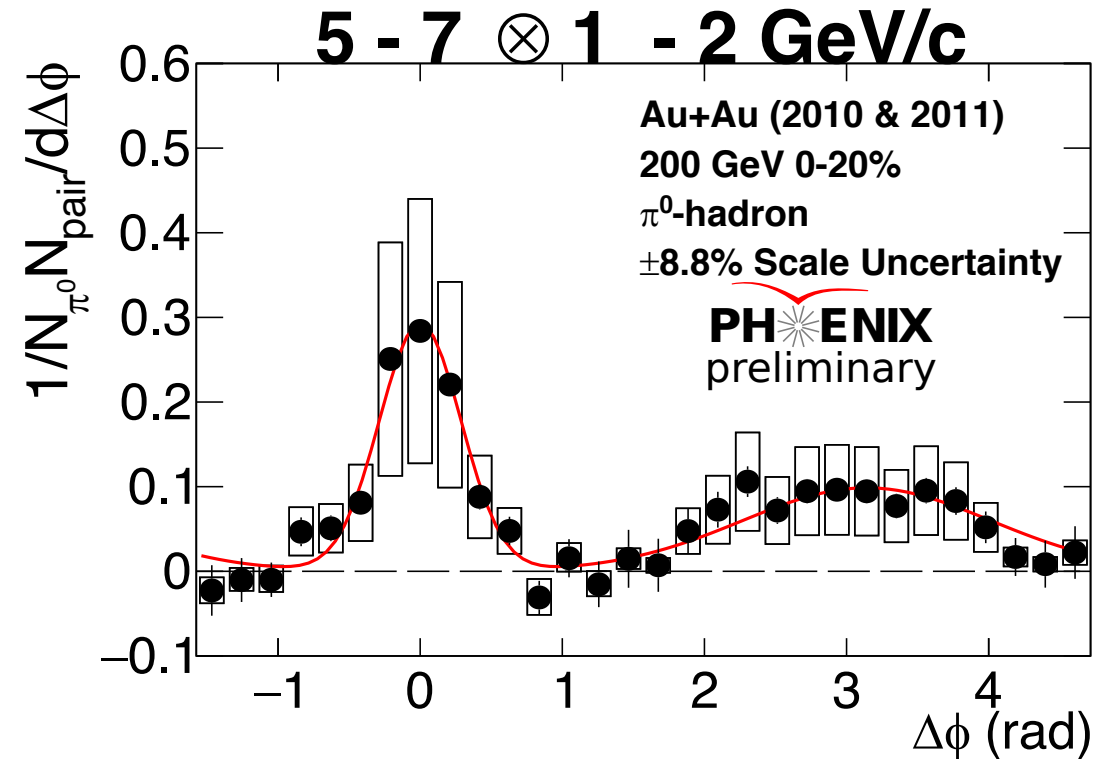 5 - 7 ⊗ 1 - 2 GeV/c
1/N_π⁰ N_pair/dΔϕ
0.6
0.5
0.4
0.3
0.2
0.1
0
−0.1
Au+Au (2010 & 2011)
200 GeV 0-20%
π⁰-hadron
±8.8% Scale Uncertainty
PHENIX
preliminary
−1 0 1 2 3 4
Δϕ (rad)